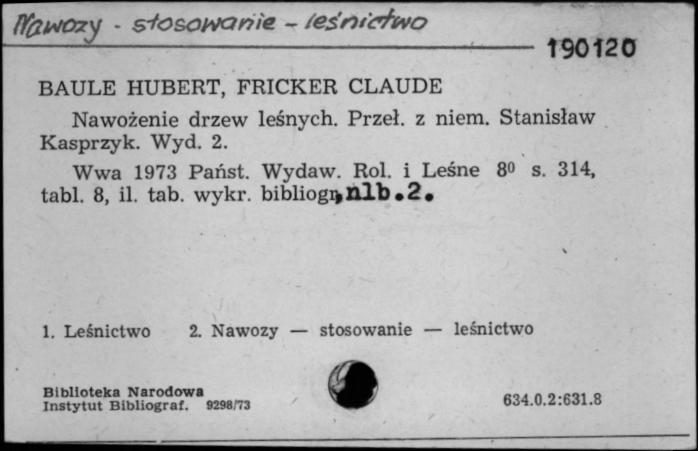 Nawozy - stosowanie - leśnictwo
190120
BAULE HUBERT, FRICKER CLAUDE
Nawożenie drzew leśnych. Przeł. z niem. Stanisław
Kasprzyk. Wyd. 2.
Wwa 1973 Państ. Wydaw. Rol. i Leśne 8⁰ s. 314,
tabl. 8, il. tab. wykr. bibliogr, nlb.2.
1. Leśnictwo 2. Nawozy — stosowanie — leśnictwo
Biblioteka Narodowa
Instytut Bibliograf. 9298/73
634.0.2:631.8